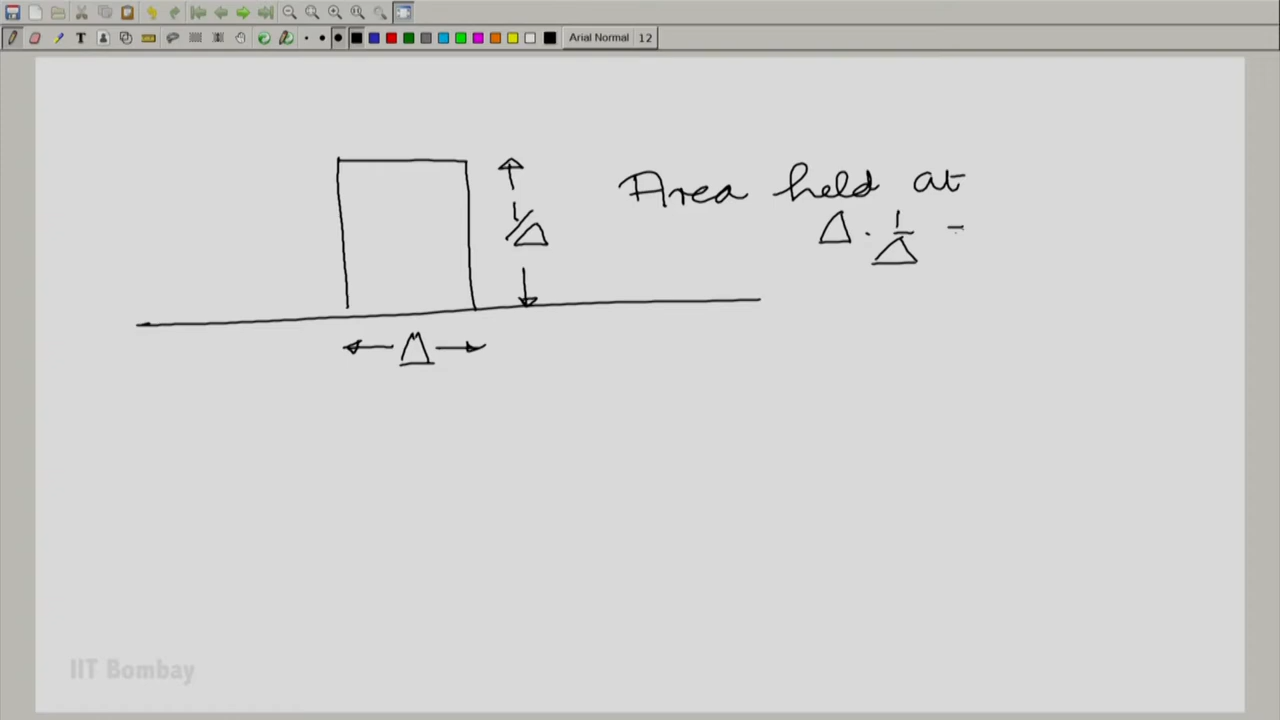 Arial Normal 12
Area held at
Δ · 1/Δ =
1/Δ
Δ
IIT Bombay